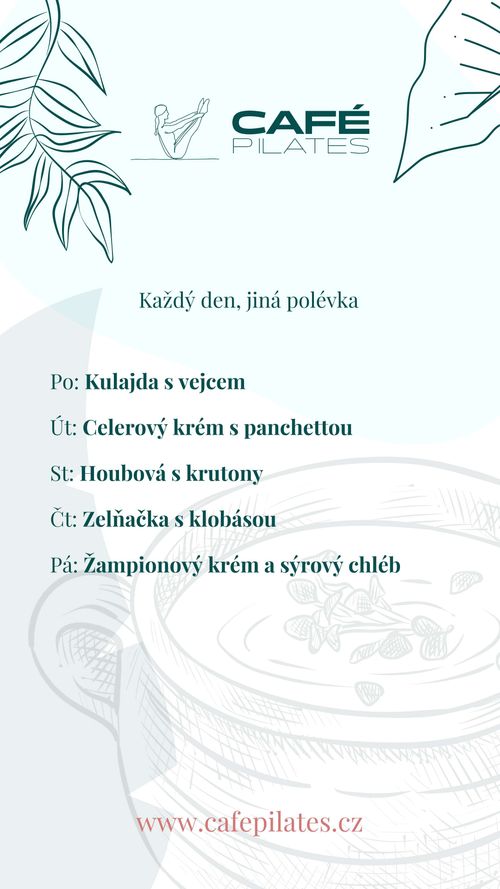 CAFÉ
PILATES
Každý den, jiná polévka
Po: Kulajda s vejcem
Út: Celerový krém s panchettou
St: Houbová s krutony
Čt: Zelňačka s klobásou
Pá: Žampionový krém a sýrový chléb
www.cafepilates.cz